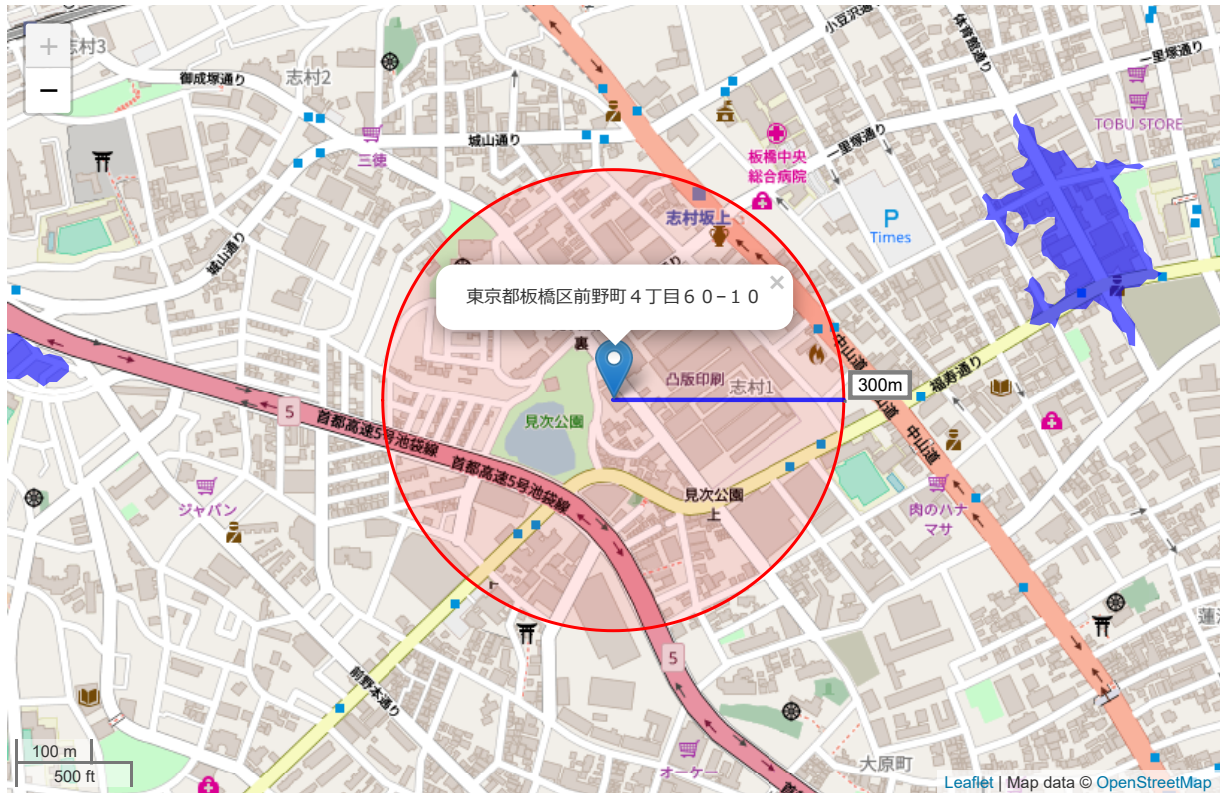 小豆沢通り
体育館通り
一里塚通り
志村3
御成塚通り
志村2
+
−
TOBU STORE
城山通り
三徳
板橋中央
総合病院
一里塚通り
志村坂上
P
Times
城山通り
東京都板橋区前野町４丁目６０−１０
×
裏
中山道
凸版印刷
志村1
300m
福寿通り
5
首都高速5号池袋線
見次公園
中山道
首都高速5号池袋線
見次公園
上
ジャパン
肉のハナ
マサ
5
前野本通り
オーケー
大原町
100 m
500 ft
Leaflet | Map data © OpenStreetMap